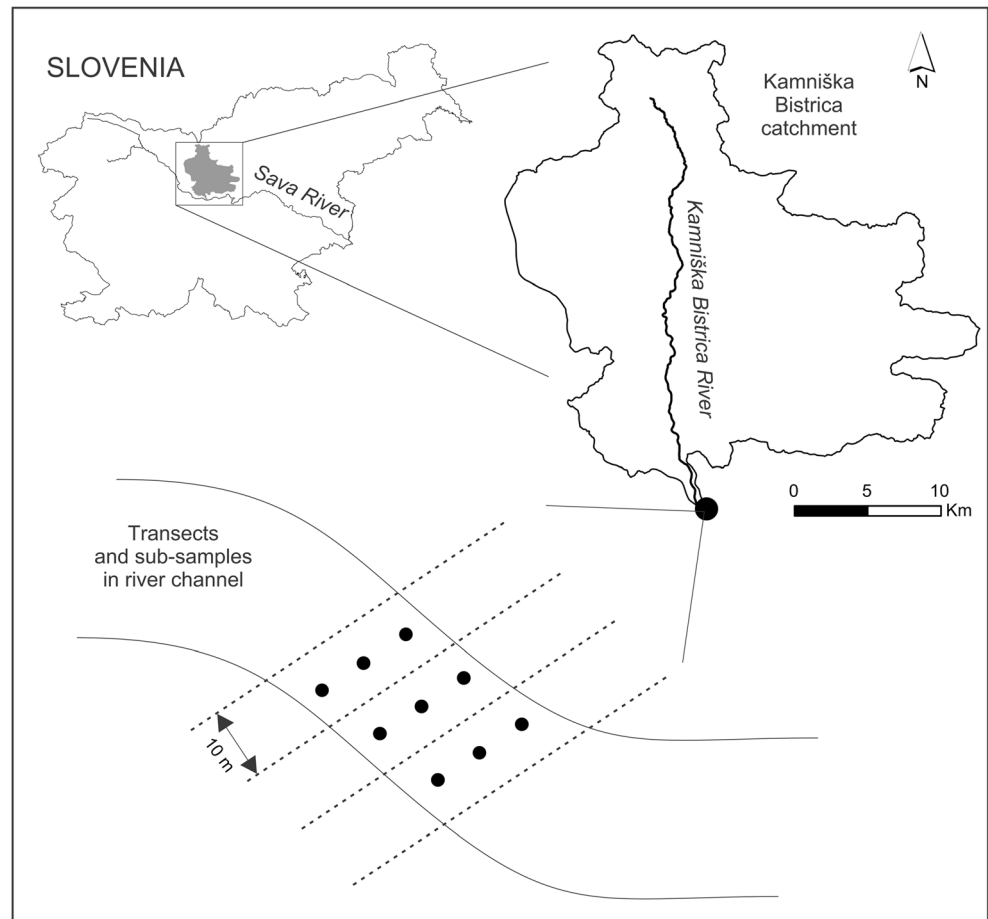 SLOVENIA
Sava River
Kamniška
Bistrica
catchment
N
Kamniška Bistrica River
0 5 10
Km
Transects
and sub-samples
in river channel
10 m